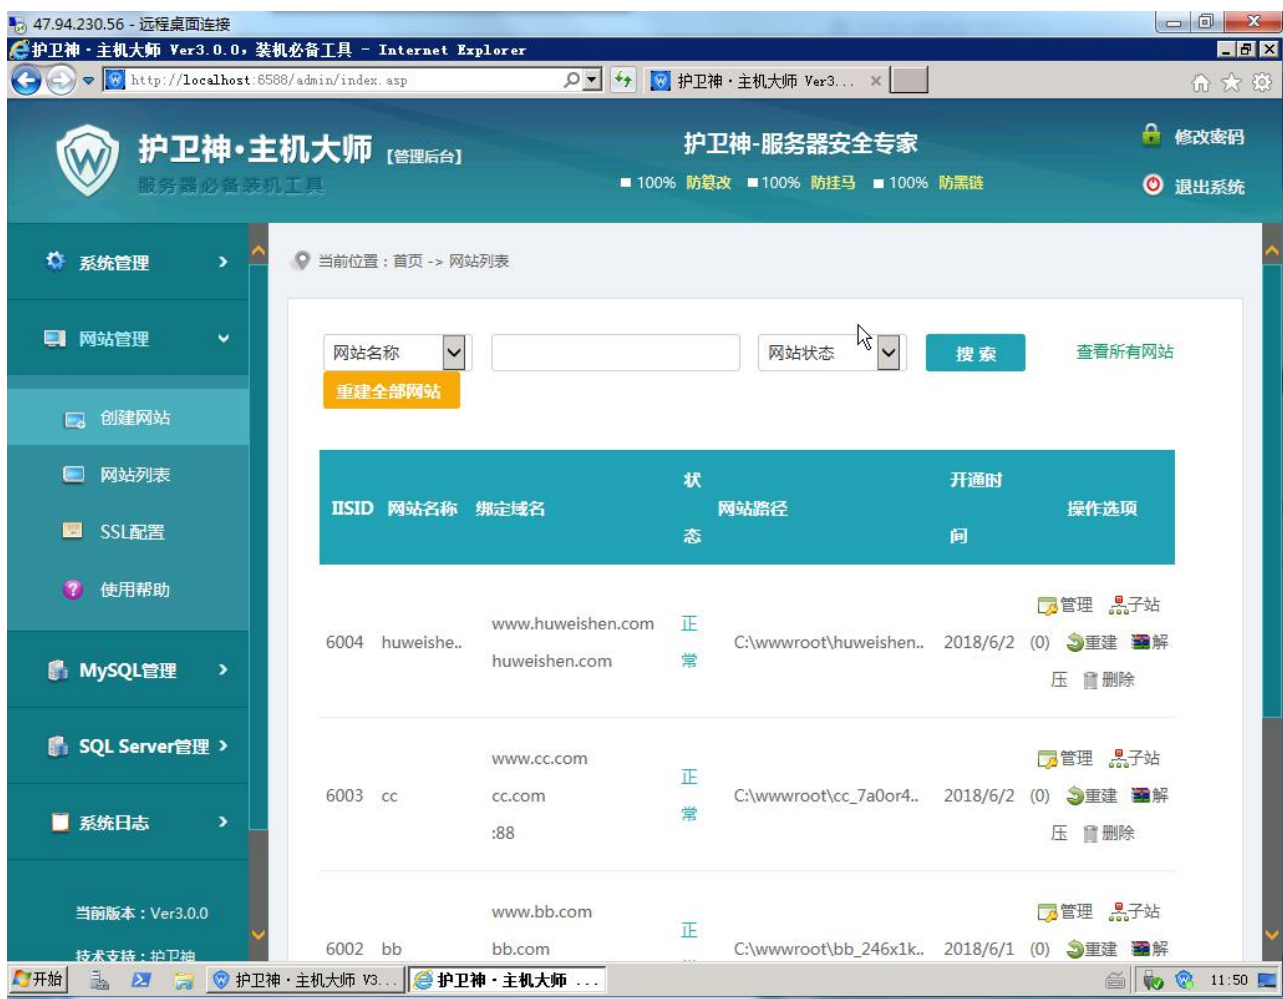 47.94.230.56 - 远程桌面连接
护卫神·主机大师 Ver3.0.0，装机必备工具 - Internet Explorer
http://localhost:6588/admin/index.asp
护卫神·主机大师 Ver3...
护卫神·主机大师 [管理后台]
服务器必备装机工具
护卫神-服务器安全专家
100% 防篡改 100% 防挂马 100% 防黑链
修改密码
退出系统
系统管理
网站管理
创建网站
网站列表
SSL配置
使用帮助
MySQL管理
SQL Server管理
系统日志
当前版本：Ver3.0.0
技术支持：护卫神
当前位置：首页 -> 网站列表
网站名称 网站状态 搜 索 查看所有网站
重建全部网站
IISID 网站名称 绑定域名 状态 网站路径 开通时间 操作选项
6004 huweishe.. www.huweishen.com huweishen.com 正常 C:\wwwroot\huweishen.. 2018/6/2 管理 子站(0) 重建 解压 删除
6003 cc www.cc.com cc.com :88 正常 C:\wwwroot\cc_7a0or4.. 2018/6/2 管理 子站(0) 重建 解压 删除
6002 bb www.bb.com bb.com 正 C:\wwwroot\bb_246x1k.. 2018/6/1 管理 子站(0) 重建 解
开始 护卫神·主机大师 V3... 护卫神·主机大师 ... 11:50